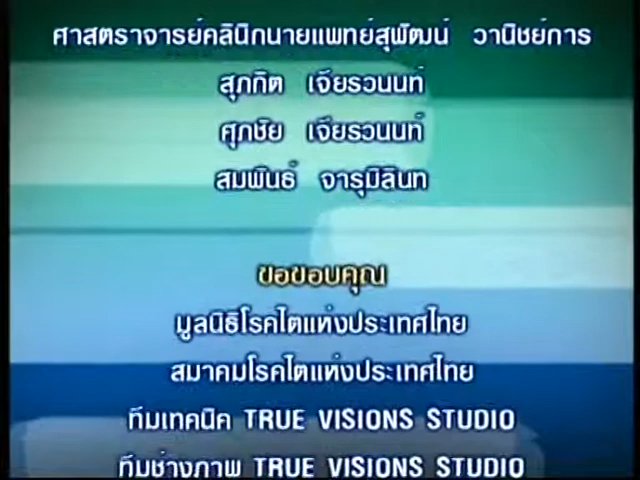 ศาสตราจารย์คลินิกนายแพทย์สุพัฒน์ วานิชย์การ
สุภกิต เจียรวนนท์
ศุภชัย เจียรวนนท์
สมพันธ์ จารุมิลินท
ขอขอบคุณ
มูลนิธิโรคไตแห่งประเทศไทย
สมาคมโรคไตแห่งประเทศไทย
ทีมเทคนิค TRUE VISIONS STUDIO
ทีมช่างภาพ TRUE VISIONS STUDIO